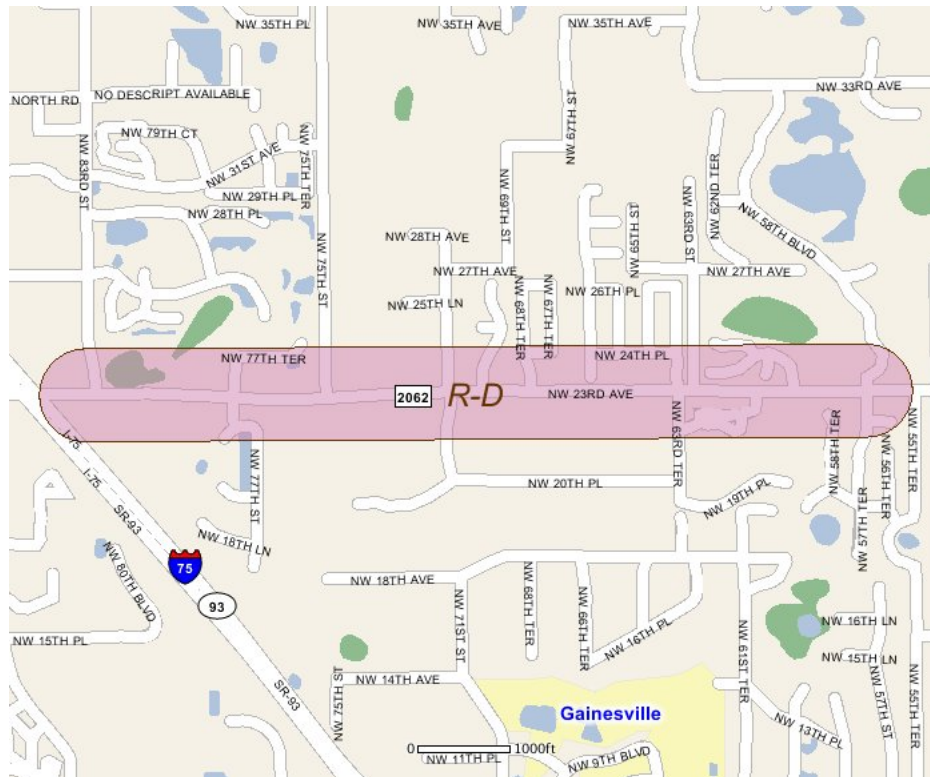 NW 35TH PL
NW 35TH AVE
NW 35TH AVE
NORTH RD
NO DESCRIPT AVAILABLE
NW 33RD AVE
NW 79TH CT
NW 67TH ST
NW 83RD ST
NW 31ST AVE
NW 75TH TER
NW 29TH PL
NW 28TH PL
NW 69TH ST
NW 62ND TER
NW 63RD ST
NW 65TH ST
NW 58TH BLVD
NW 28TH AVE
NW 75TH ST
NW 27TH AVE
NW 27TH AVE
NW 26TH PL
NW 25TH LN
NW 68TH TER
NW 67TH TER
NW 77TH TER
NW 24TH PL
2062
R-D
NW 23RD AVE
I-75
I-75
NW 63RD TER
NW 58TH TER
NW 56TH TER
NW 55TH TER
NW 77TH ST
NW 20TH PL
NW 19TH PL
NW 57TH TER
SR-93
NW 18TH LN
NW 80TH BLVD
75
93
NW 18TH AVE
NW 71ST ST
NW 68TH TER
NW 66TH TER
NW 16TH PL
NW 61ST TER
NW 16TH LN
NW 15TH PL
NW 15TH LN
NW 57TH ST
NW 55TH TER
NW 75TH ST
NW 14TH AVE
SR-93
Gainesville
NW 13TH PL
0
1000ft
NW 11TH PL
NW 9TH BLVD